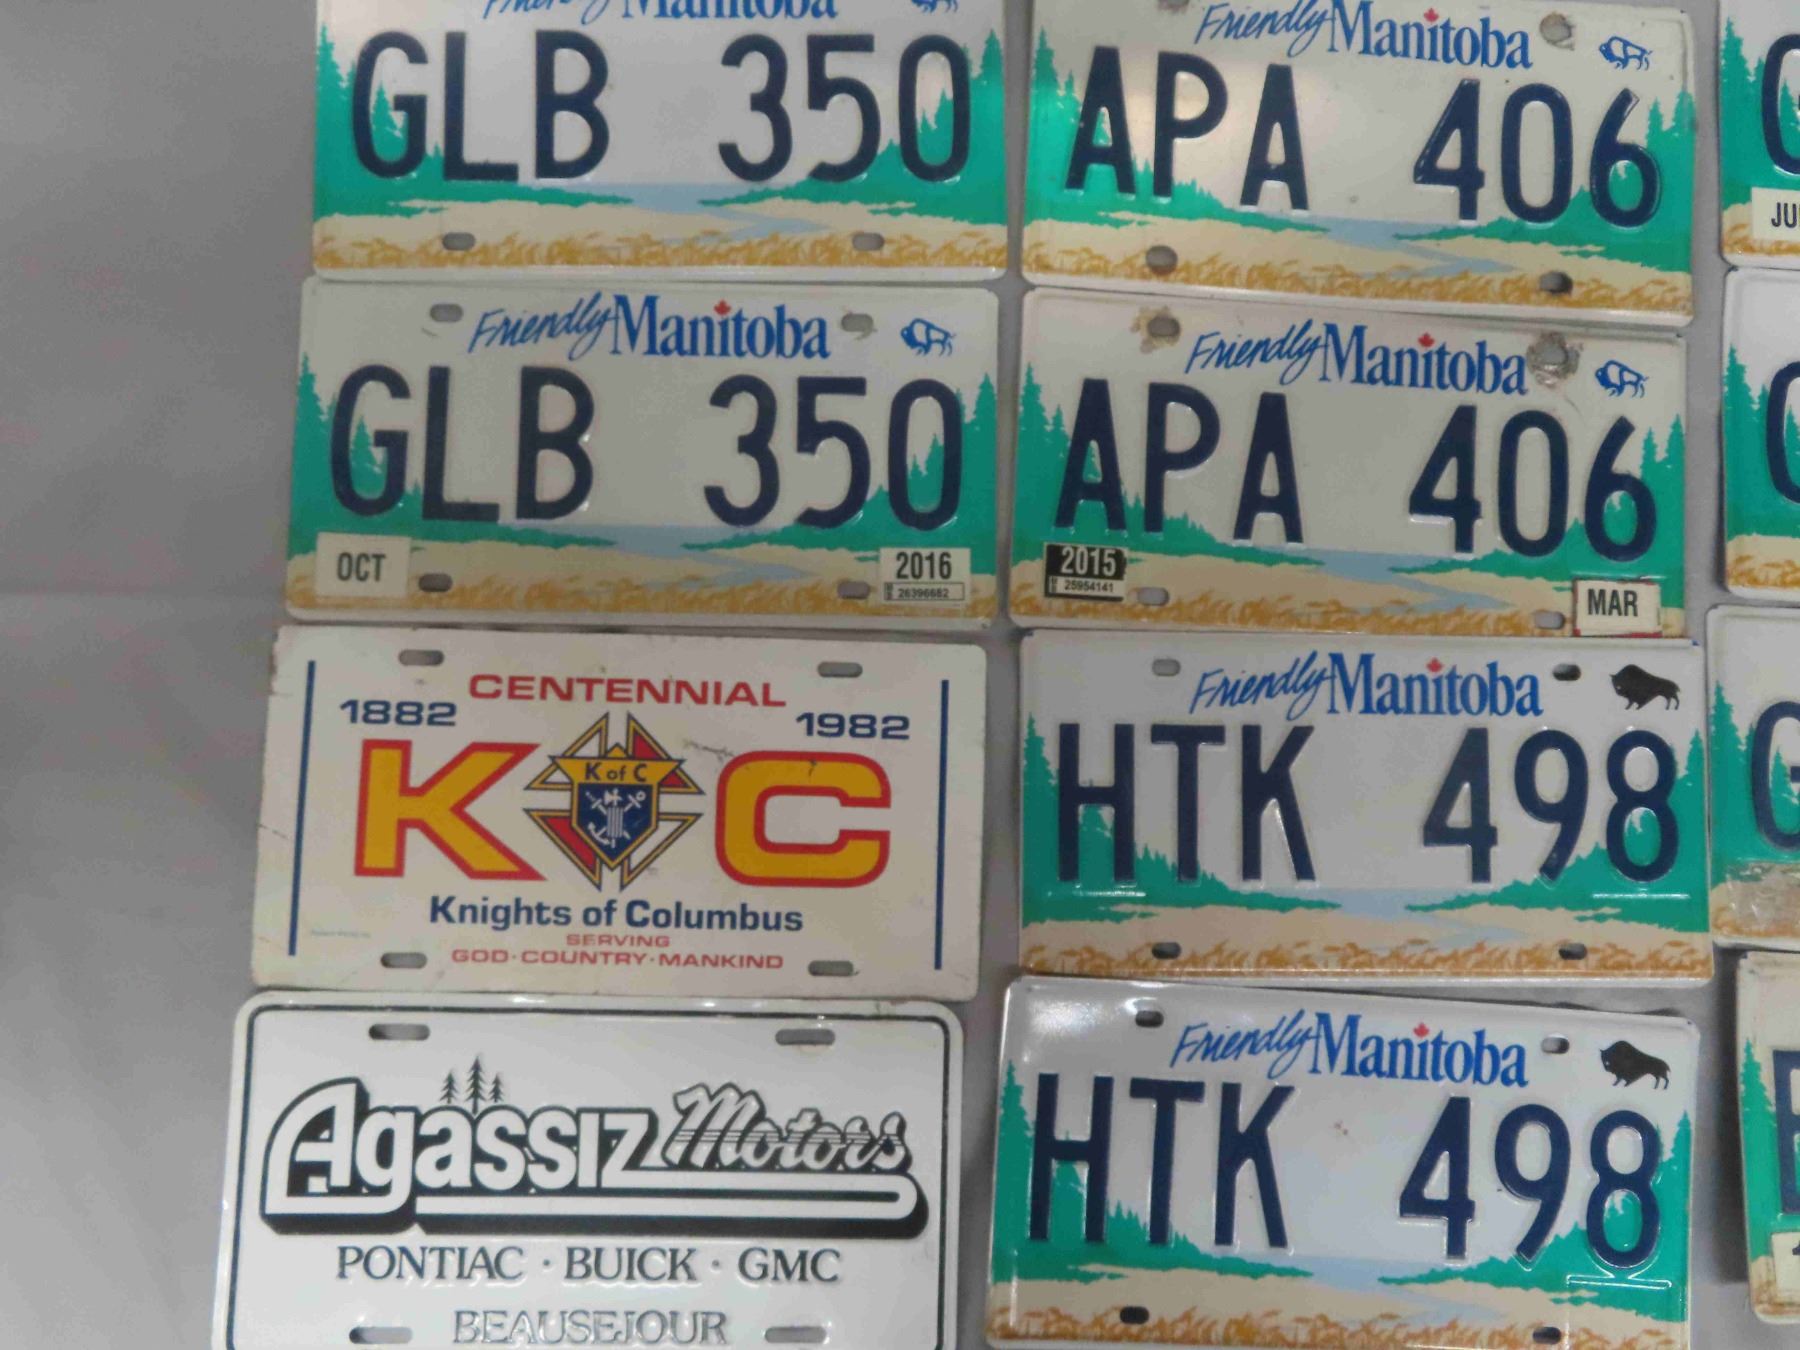 Friendly Manitoba
GLB 350
Friendly Manitoba
APA 406
JU
Friendly Manitoba
GLB 350
OCT
2016
26396682
Friendly Manitoba
APA 406
2015
25954141
MAR
CENTENNIAL
1882 1982
K C
K of C
Knights of Columbus
SERVING
GOD·COUNTRY·MANKIND
Friendly Manitoba
HTK 498
Agassiz Motors
PONTIAC · BUICK · GMC
BEAUSEJOUR
Friendly Manitoba
HTK 498